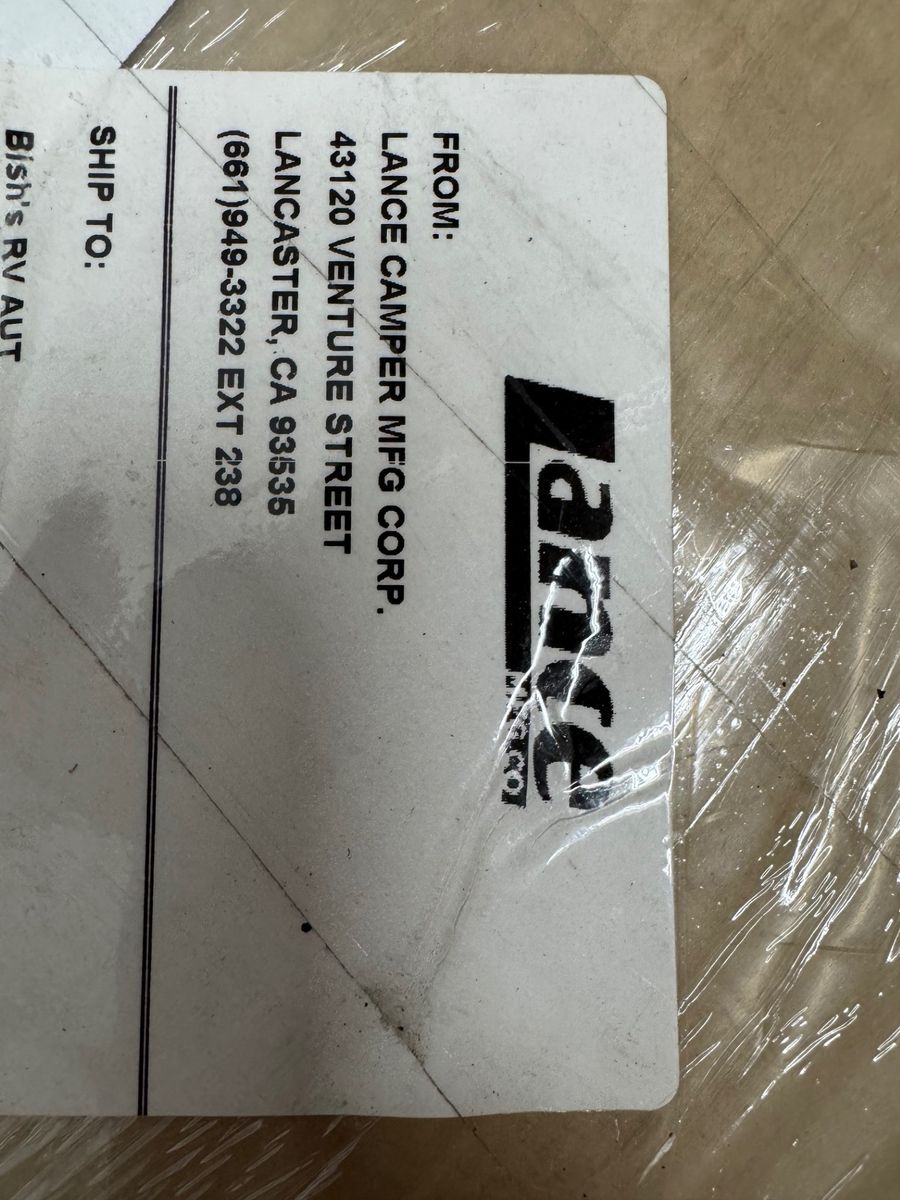 Lance
FROM:
LANCE CAMPER MFG CORP.
43120 VENTURE STREET
LANCASTER, CA 93535
(661)949-3322 EXT 238
SHIP TO:
Bish's RV AUT